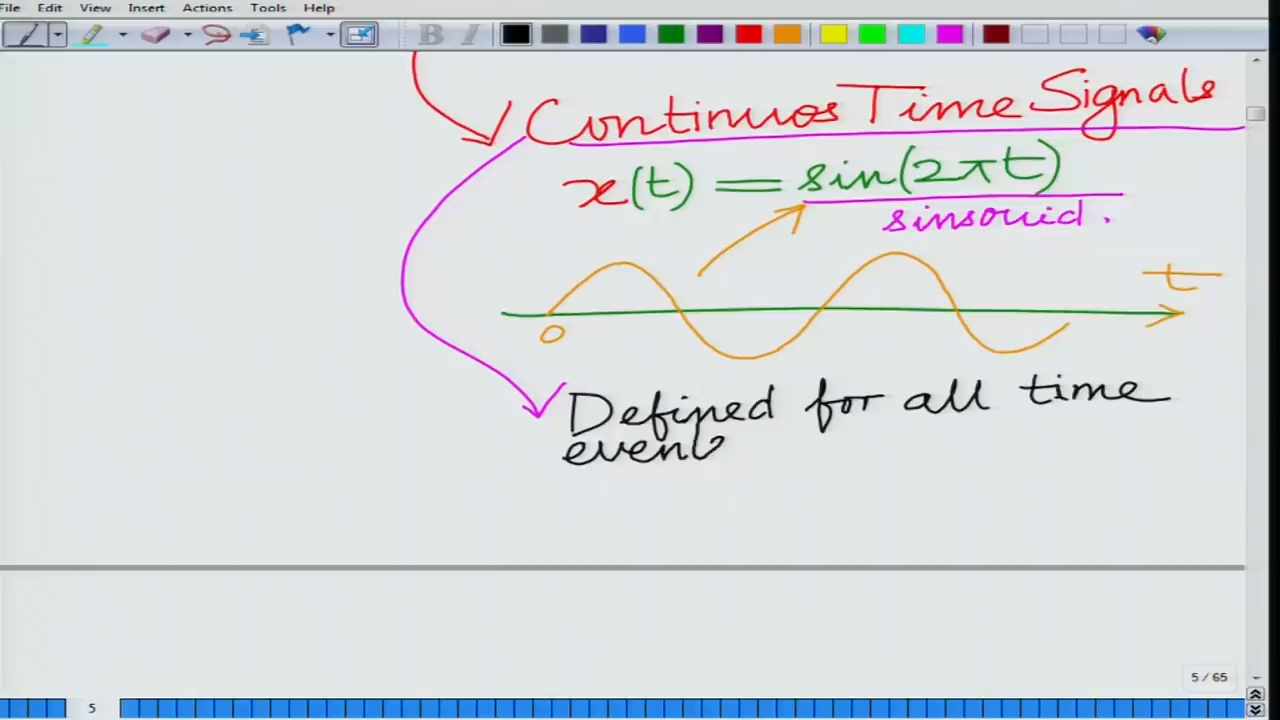 File Edit View Insert Actions Tools Help
B I
Continuos Time Signals
x(t) = sin(2πt)
sinsouid.
t
0
Defined for all time
even
5 / 65
5